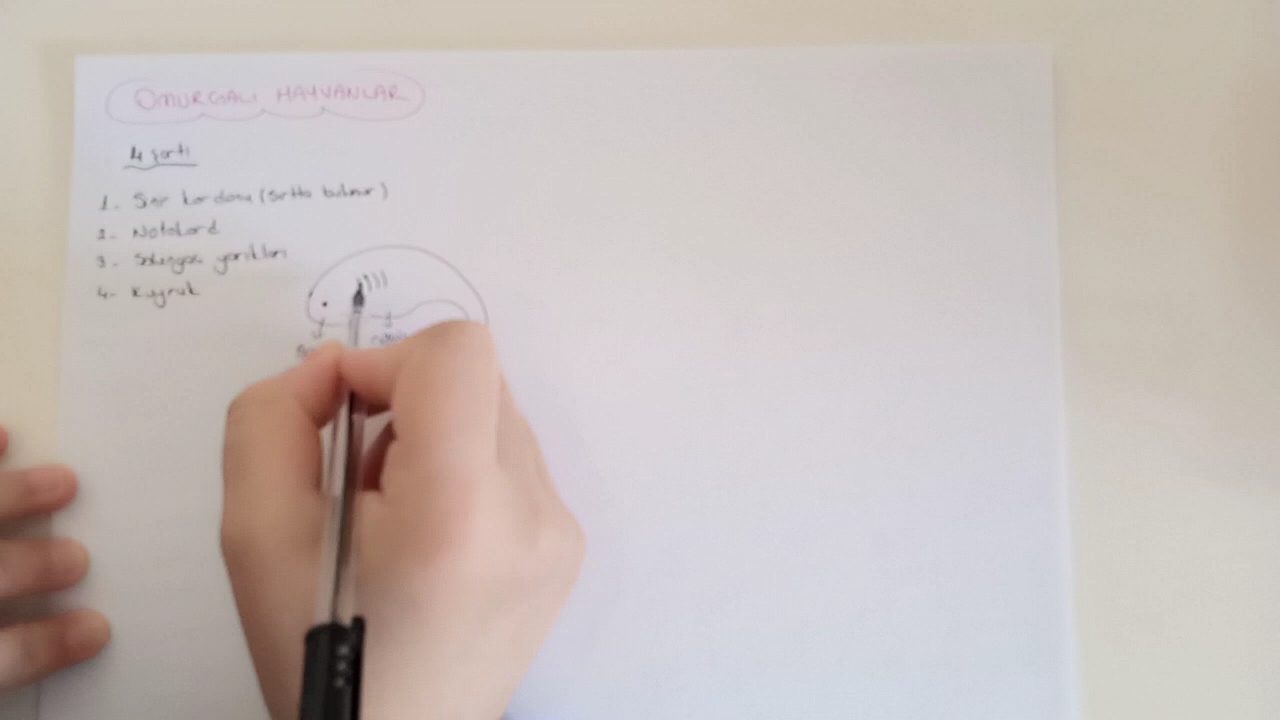 OMURGALI HAYVANLAR
4 şartı
1- Sinir kordonu (sırtta bulunur)
2- Notokord
3- Solungaç yarıkları
4- Kuyruk